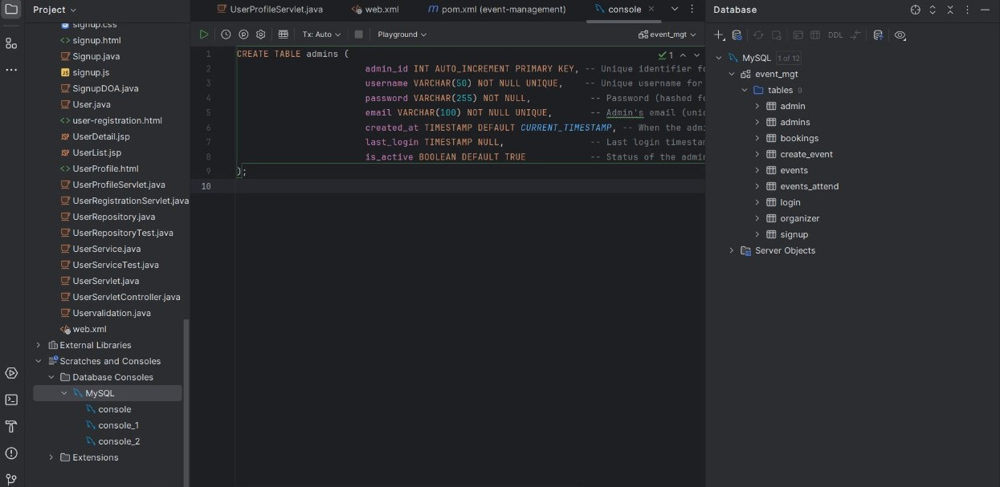 Project
signup.css
signup.html
Signup.java
JS signup.js
SignupDOA.java
User.java
user-registration.html
JSP UserDetail.jsp
JSP UserList.jsp
UserProfile.html
UserProfileServlet.java
UserRegistrationServlet.java
UserRepository.java
UserRepositoryTest.java
UserService.java
UserServiceTest.java
UserServlet.java
UserServletController.java
Uservalidation.java
web.xml
External Libraries
Scratches and Consoles
Database Consoles
MySQL
console
console_1
console_2
Extensions
UserProfileServlet.java web.xml m pom.xml (event-management) console
Tx: Auto Playground event_mgt
1
1 CREATE TABLE admins (
2 admin_id INT AUTO_INCREMENT PRIMARY KEY, -- Unique identifier fo
3 username VARCHAR(50) NOT NULL UNIQUE, -- Unique username for
4 password VARCHAR(255) NOT NULL, -- Password (hashed fo
5 email VARCHAR(100) NOT NULL UNIQUE, -- Admin's email (uniq
6 created_at TIMESTAMP DEFAULT CURRENT_TIMESTAMP, -- When the admi
7 last_login TIMESTAMP NULL, -- Last login timestam
8 is_active BOOLEAN DEFAULT TRUE -- Status of the admin
9 );
10
Database
DDL
MySQL 1 of 12
event_mgt
tables 9
admin
admins
bookings
create_event
events
events_attend
login
organizer
signup
Server Objects